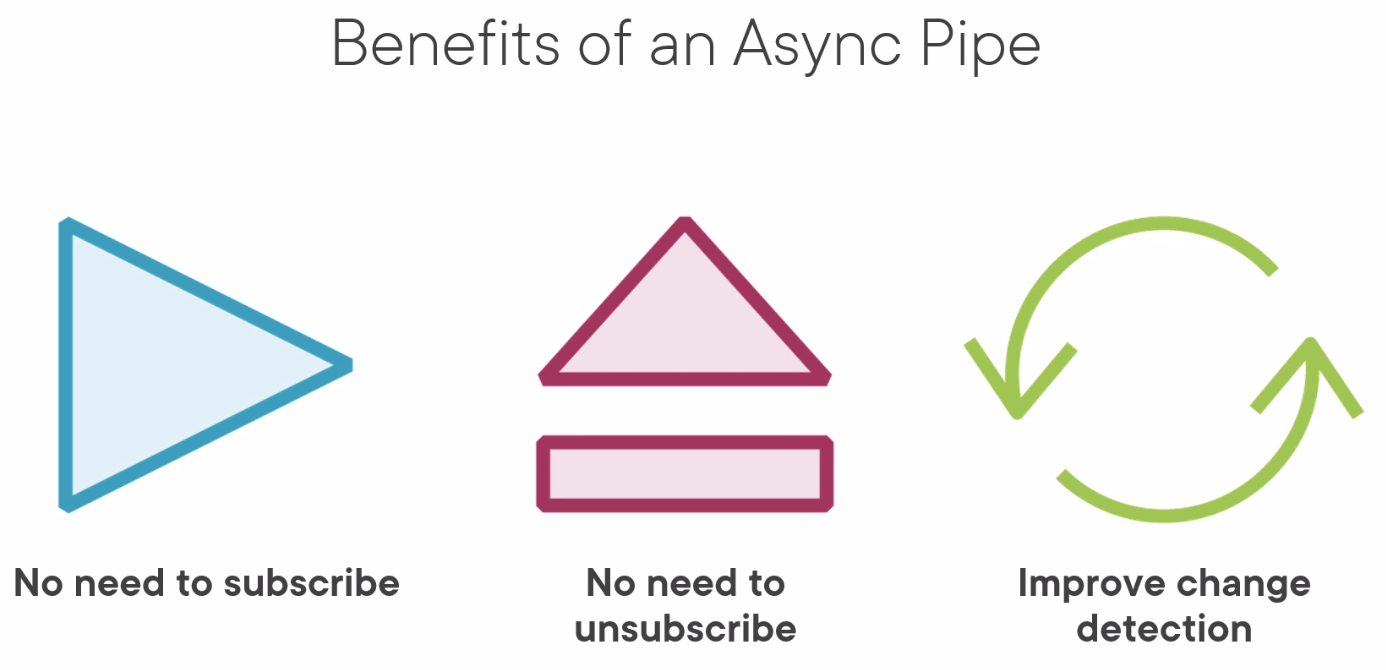 Benefits of an Async Pipe
No need to subscribe
No need to
unsubscribe
Improve change
detection